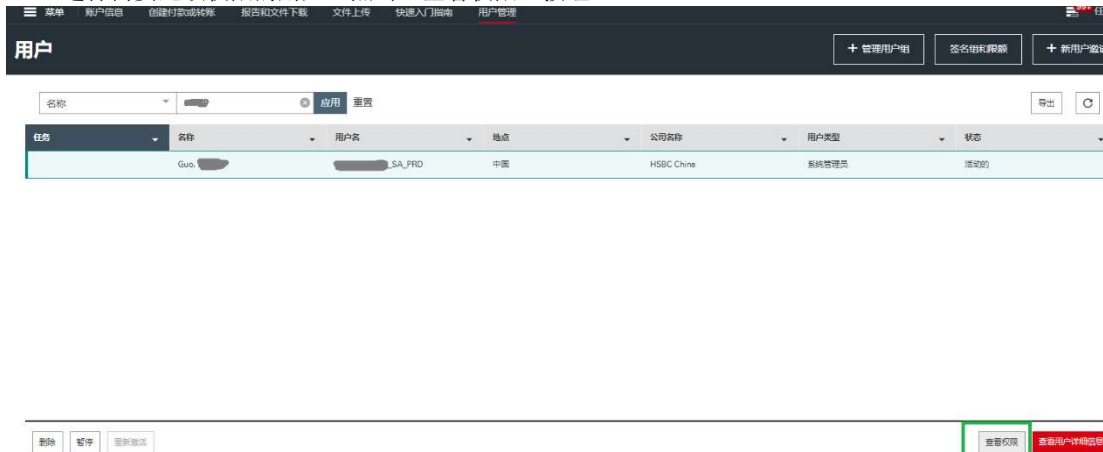 菜单 账户信息 创建付款或转账 报告和文件下载 文件上传 快速入门指南 用户管理 99+
用户 + 管理用户组 签名组和限额 + 新用户邀请
名称 应用 重置 导出
任务 名称 用户名 地点 公司名称 用户类型 状态
Guo, _SA_PRD 中国 HSBC China 系统管理员 活动的
删除 暂停 重新激活 查看权限 查看用户详细信息